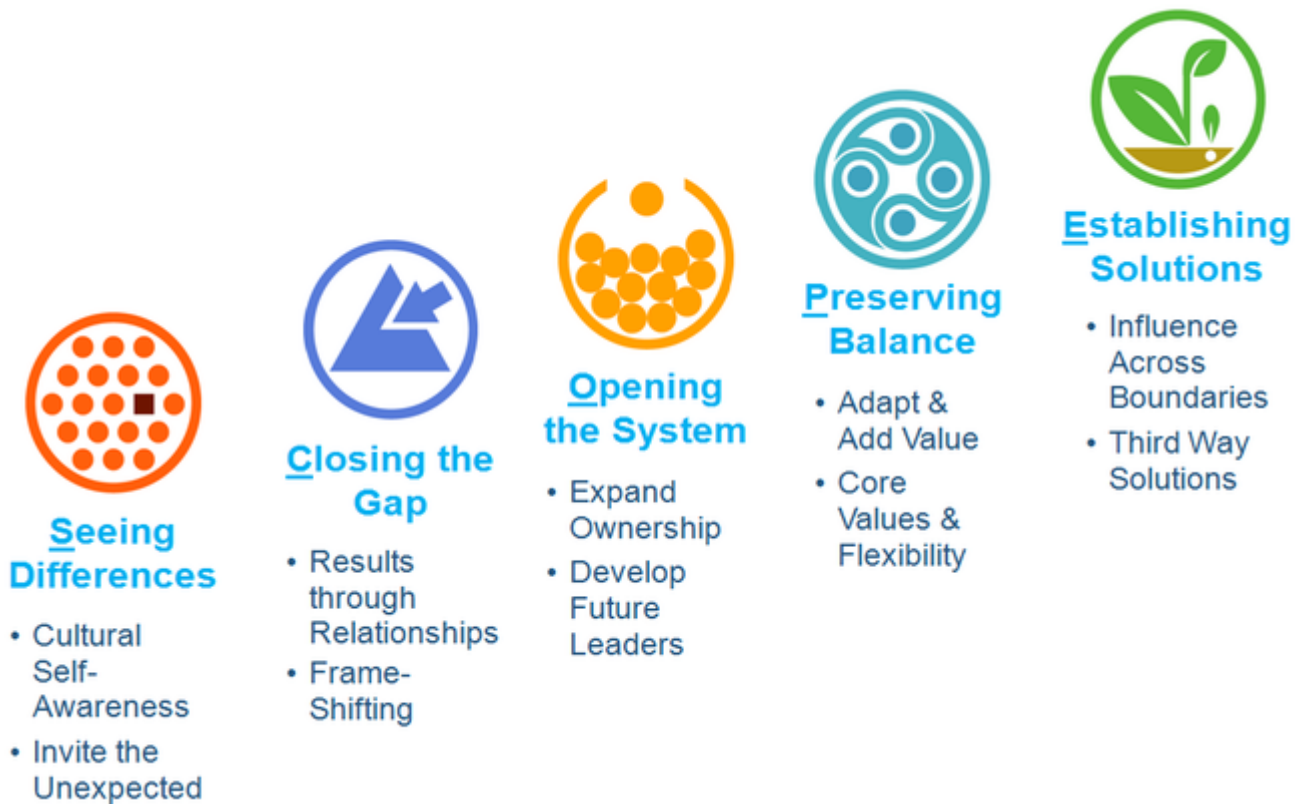 Seeing
Differences
• Cultural
Self-
Awareness
• Invite the
Unexpected
Closing the
Gap
• Results
through
Relationships
• Frame-
Shifting
Opening
the System
• Expand
Ownership
• Develop
Future
Leaders
Preserving
Balance
• Adapt &
Add Value
• Core
Values &
Flexibility
Establishing
Solutions
• Influence
Across
Boundaries
• Third Way
Solutions